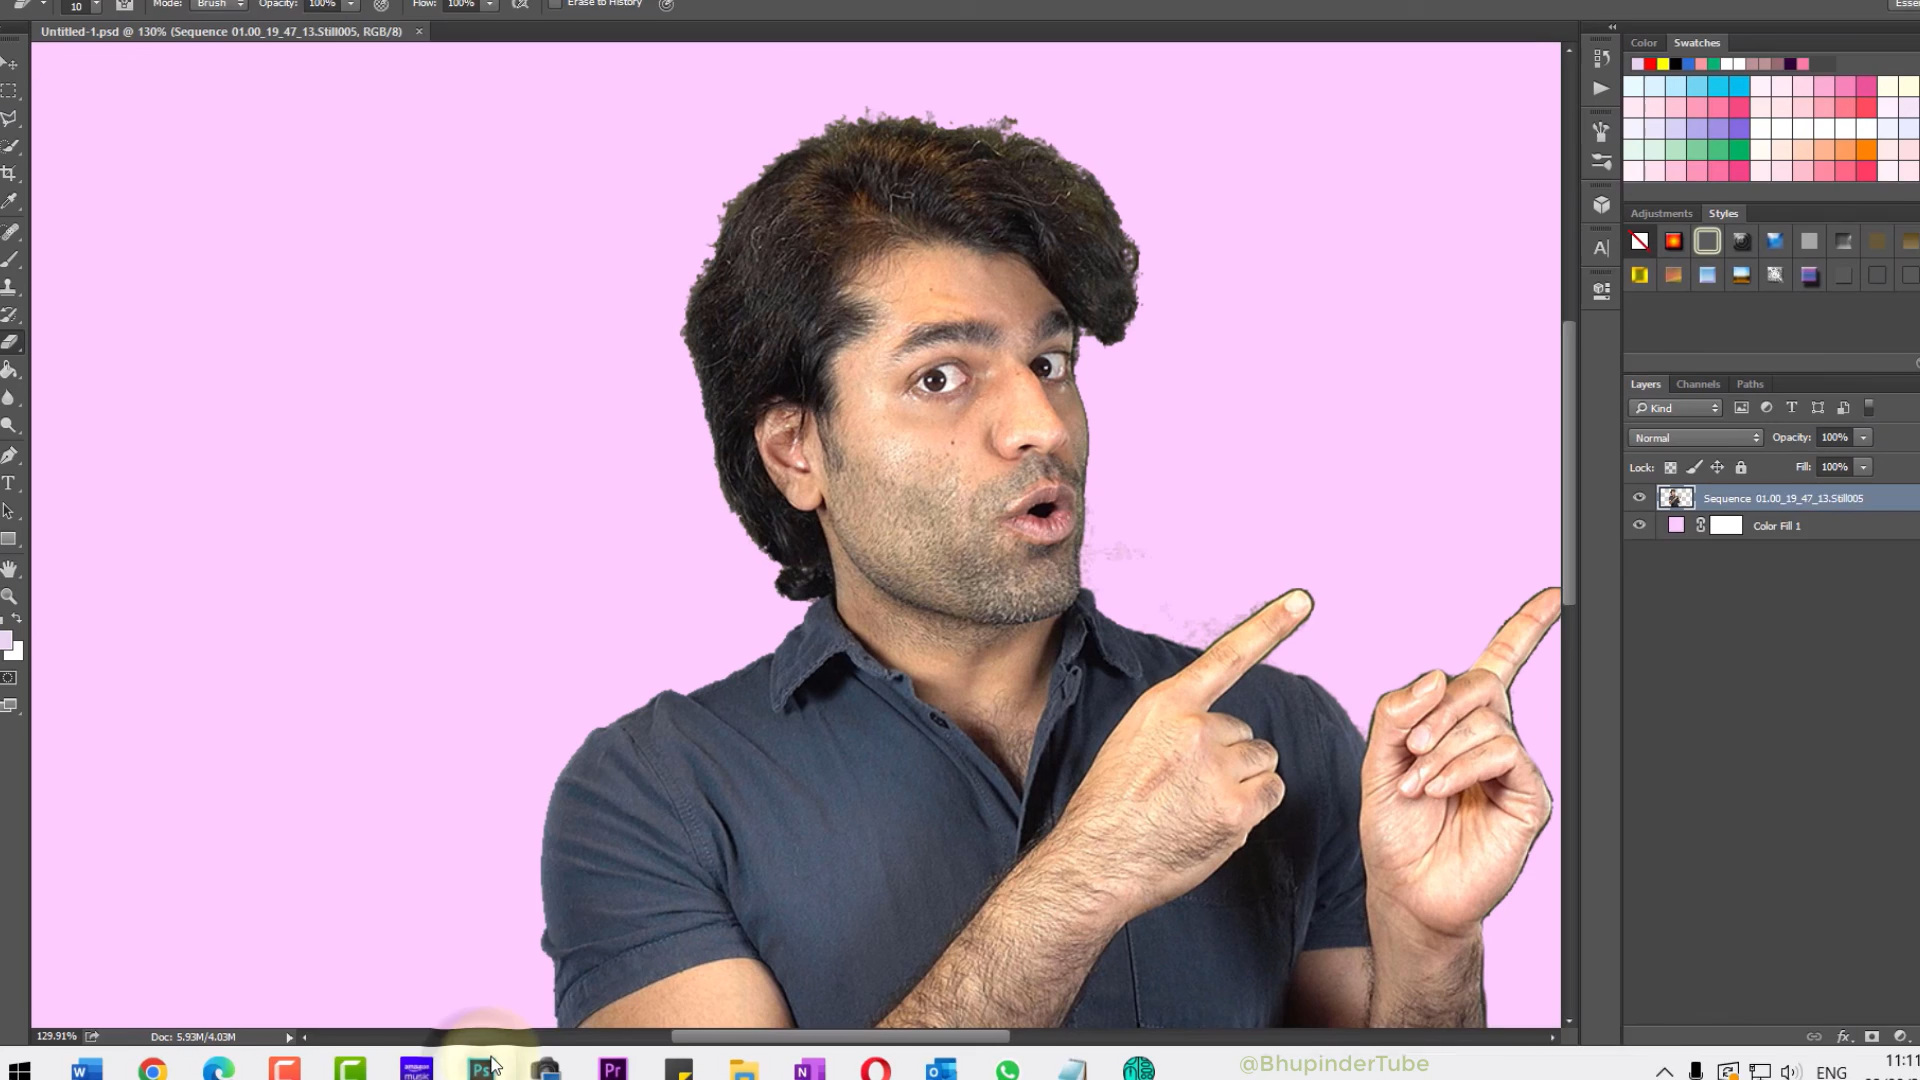 10 Mode: Brush Opacity: 100% Flow: 100% Erase to History
Untitled-1.psd @ 130% (Sequence 01.00_19_47_13.Still005, RGB/8) ×
Color Swatches
Adjustments Styles
Layers Channels Paths
Kind
Normal Opacity: 100%
Lock: Fill: 100%
Sequence 01.00_19_47_13.Still005
Color Fill 1
129.91% Doc: 5.93M/4.03M
@BhupinderTube
ENG 11:11